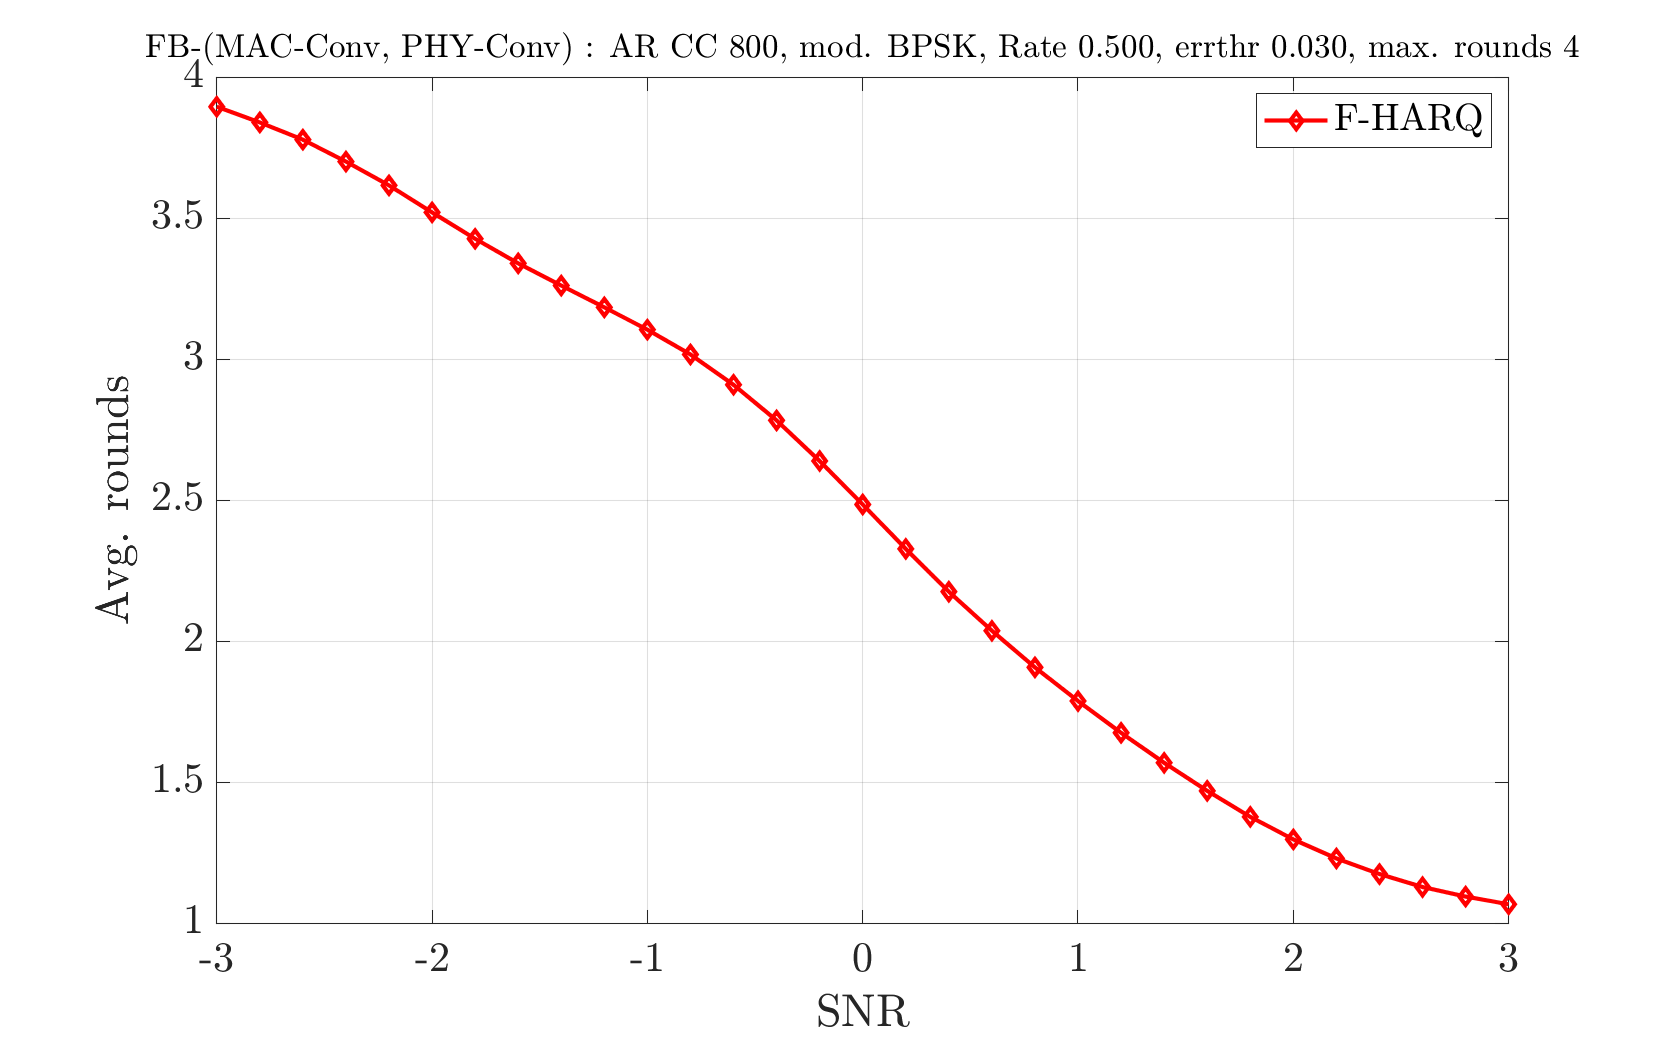 FB-(MAC-Conv, PHY-Conv) : AR CC 800, mod. BPSK, Rate 0.500, errthr 0.030, max. rounds 4
F-HARQ
4
3.5
3
2.5
2
1.5
1
Avg. rounds
-3 -2 -1 0 1 2 3
SNR